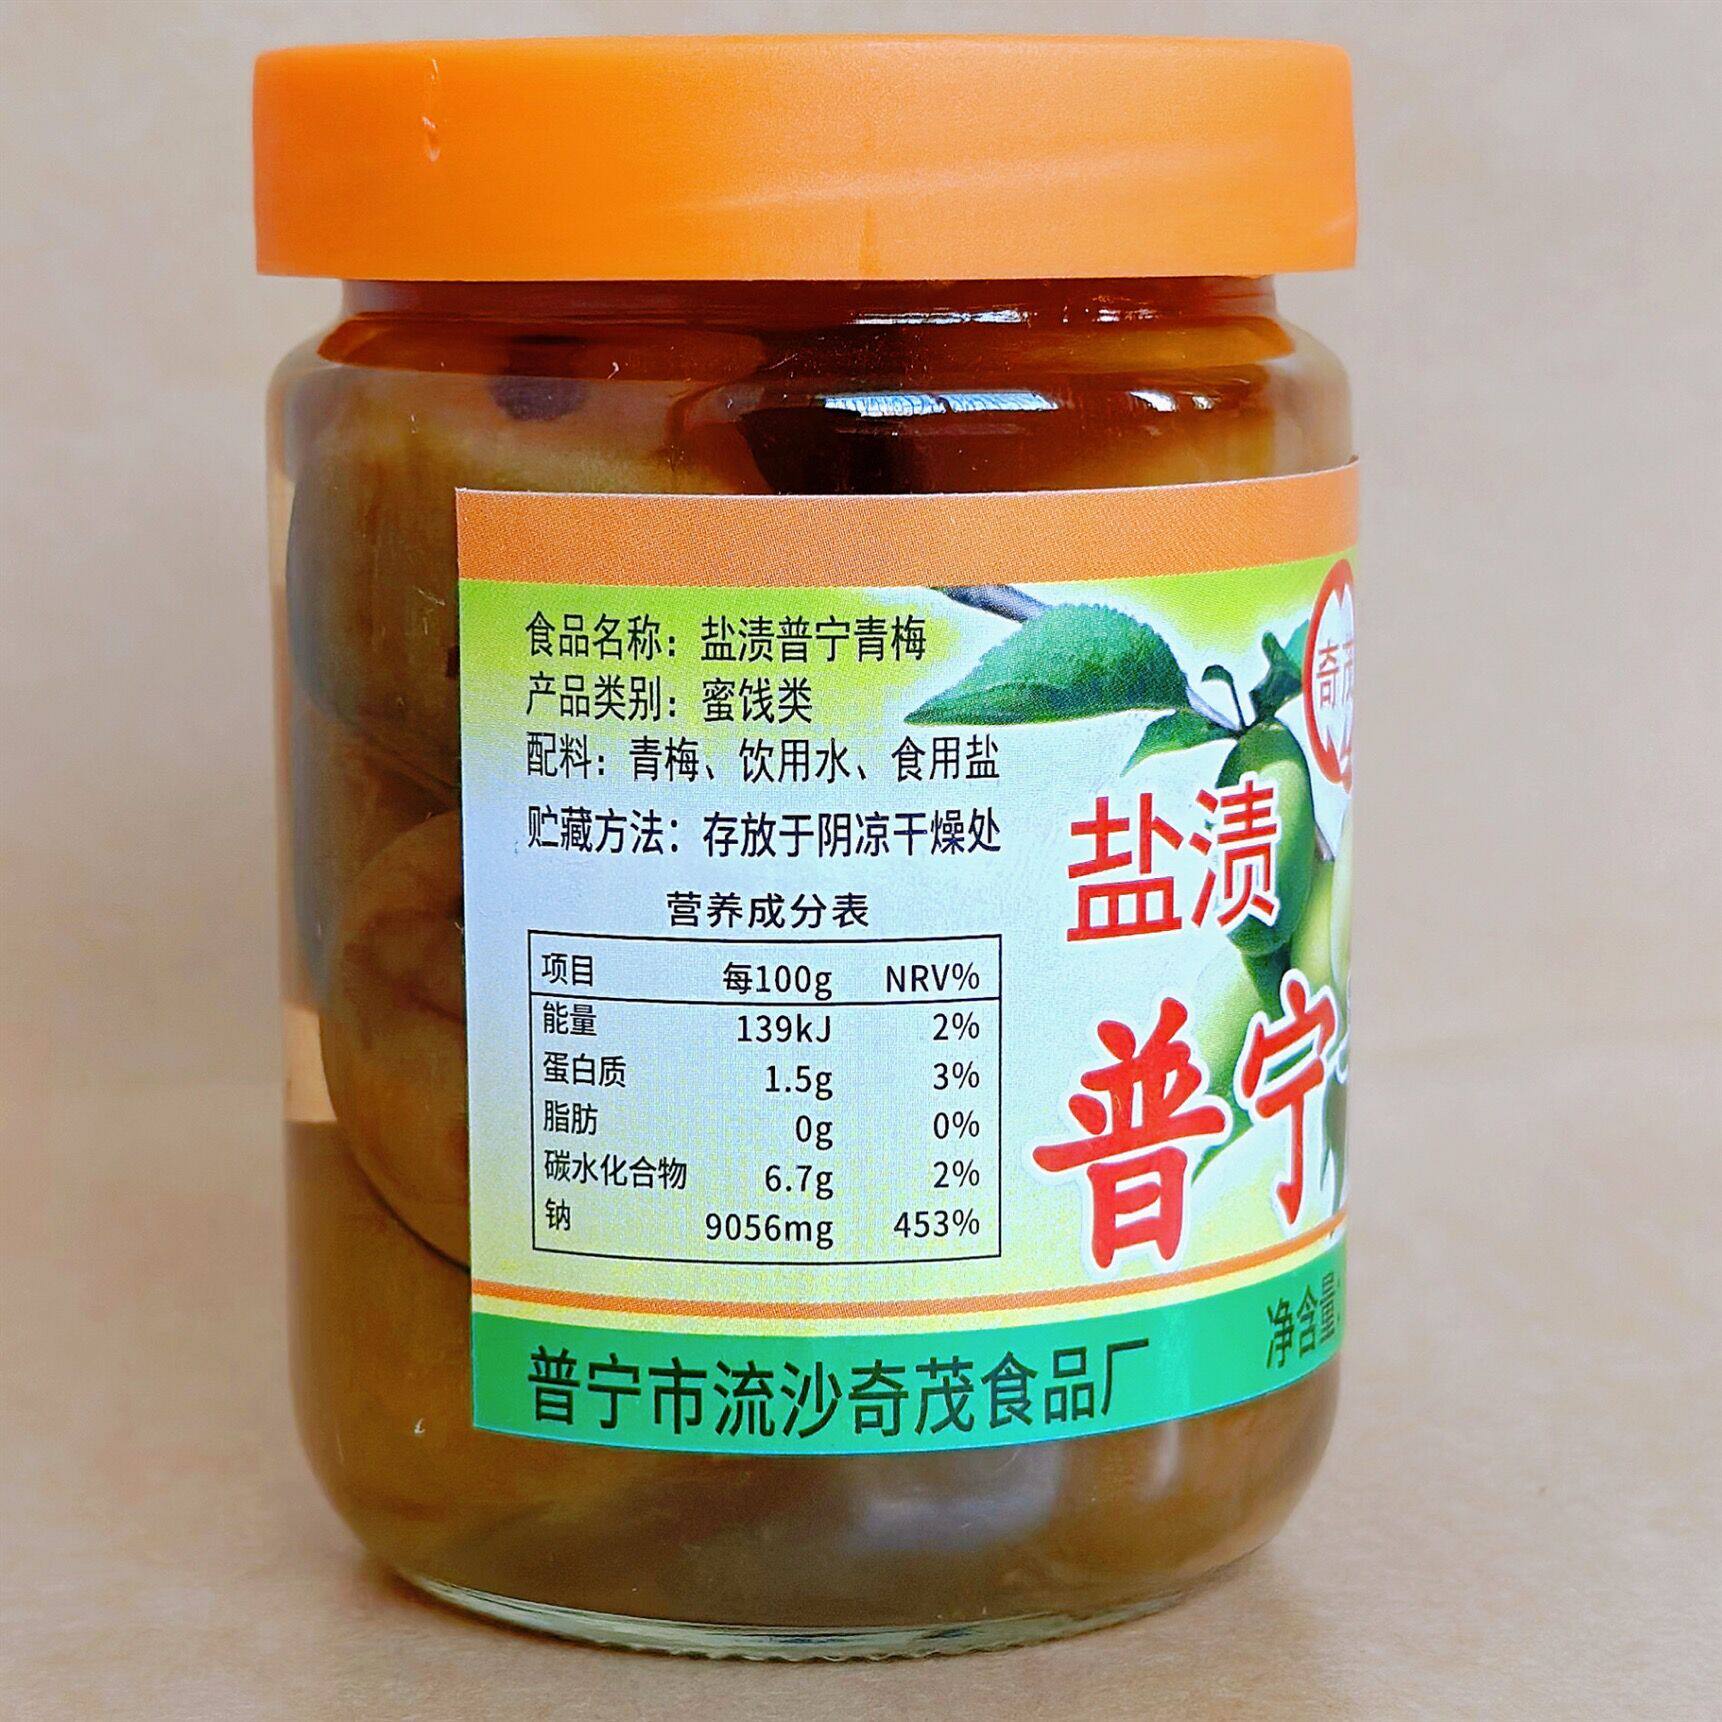 食品名称：盐渍普宁青梅
产品类别：蜜饯类
配料：青梅、饮用水、食用盐
贮藏方法：存放于阴凉干燥处
营养成分表
项目 每100g NRV%
能量 139kJ 2%
蛋白质 1.5g 3%
脂肪 0g 0%
碳水化合物 6.7g 2%
钠 9056mg 453%
普宁市流沙奇茂食品厂
奇茂
盐渍
普宁
净含量: